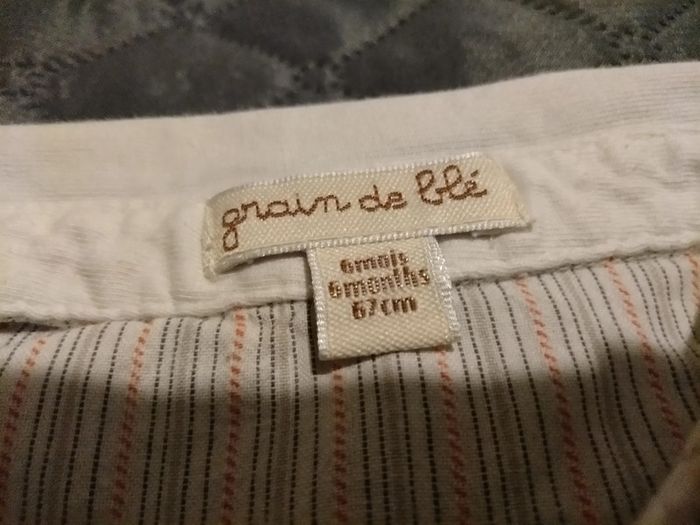 grain de blé
6mois
6months
67cm